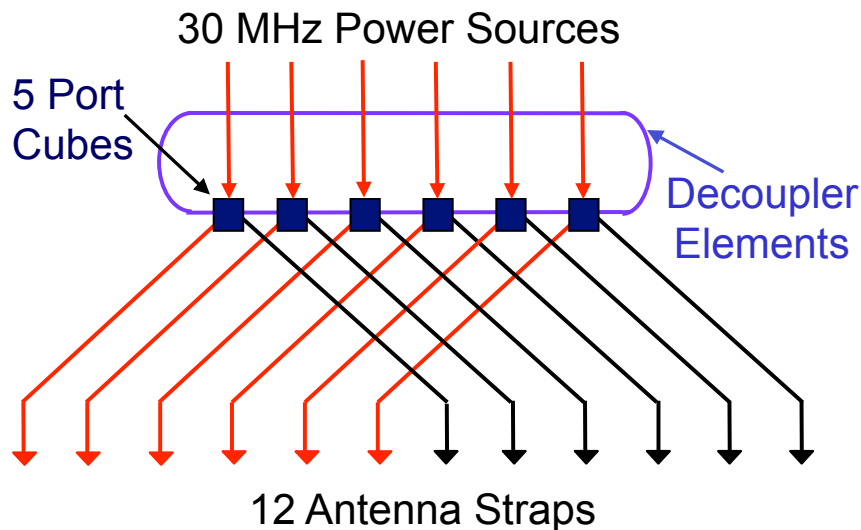 30 MHz Power Sources
5 Port
Cubes
Decoupler
Elements
12 Antenna Straps